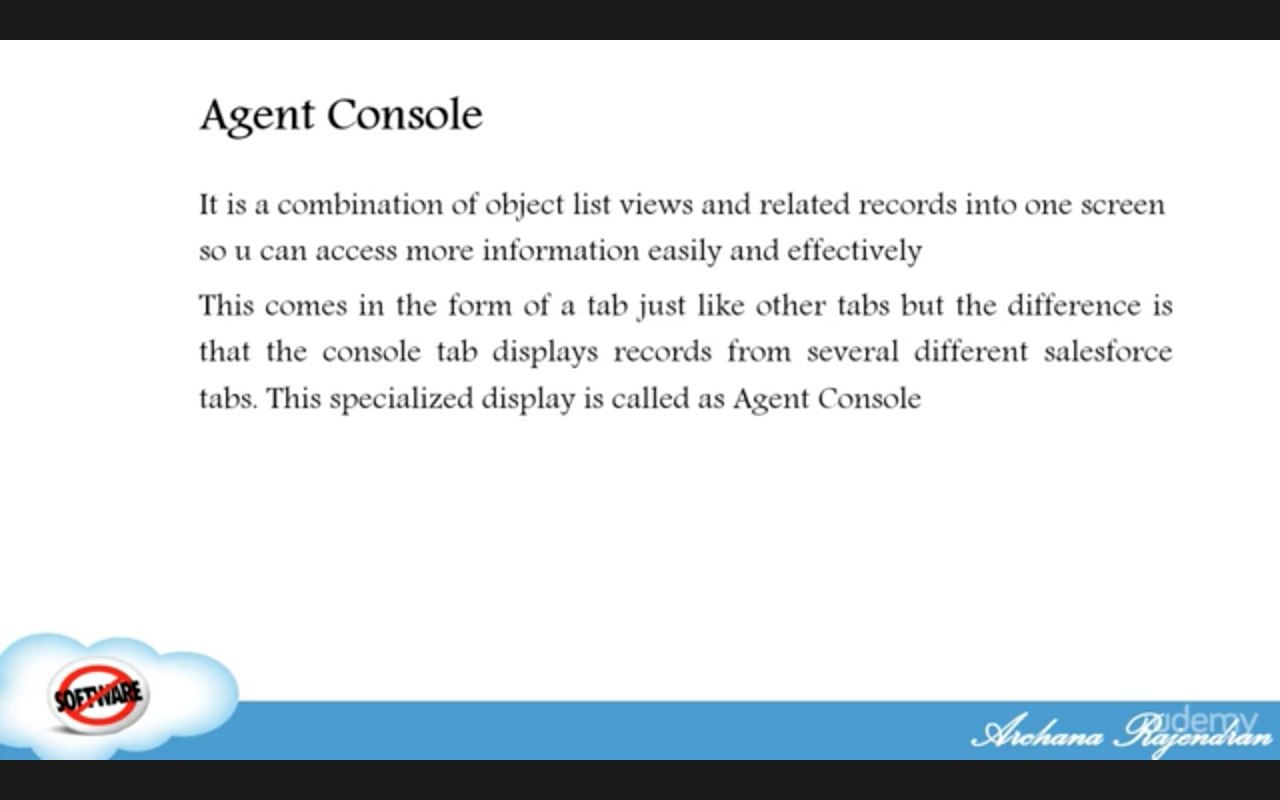 Agent Console
It is a combination of object list views and related records into one screen
so u can access more information easily and effectively
This comes in the form of a tab just like other tabs but the difference is
that the console tab displays records from several different salesforce
tabs. This specialized display is called as Agent Console
SOFTWARE
udemy
Archana Rajendran